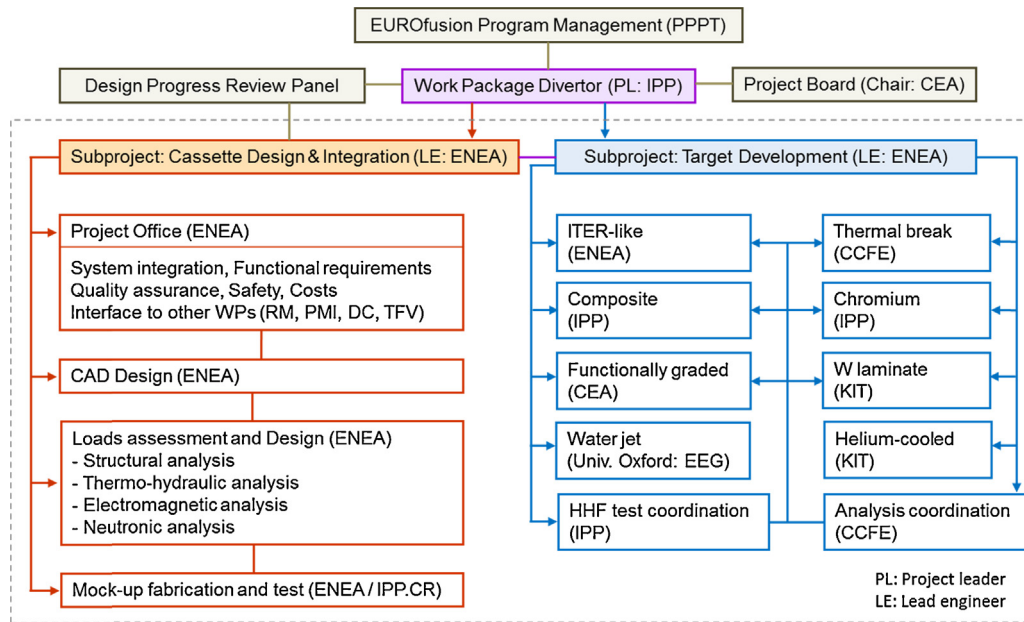 EUROfusion Program Management (PPPT)
Design Progress Review Panel
Work Package Divertor (PL: IPP)
Project Board (Chair: CEA)
Subproject: Cassette Design & Integration (LE: ENEA)
Subproject: Target Development (LE: ENEA)
Project Office (ENEA)
System integration, Functional requirements
Quality assurance, Safety, Costs
Interface to other WPs (RM, PMI, DC, TFV)
CAD Design (ENEA)
Loads assessment and Design (ENEA)
- Structural analysis
- Thermo-hydraulic analysis
- Electromagnetic analysis
- Neutronic analysis
Mock-up fabrication and test (ENEA / IPP.CR)
ITER-like
(ENEA)
Thermal break
(CCFE)
Composite
(IPP)
Chromium
(IPP)
Functionally graded
(CEA)
W laminate
(KIT)
Water jet
(Univ. Oxford: EEG)
Helium-cooled
(KIT)
HHF test coordination
(IPP)
Analysis coordination
(CCFE)
PL: Project leader
LE: Lead engineer